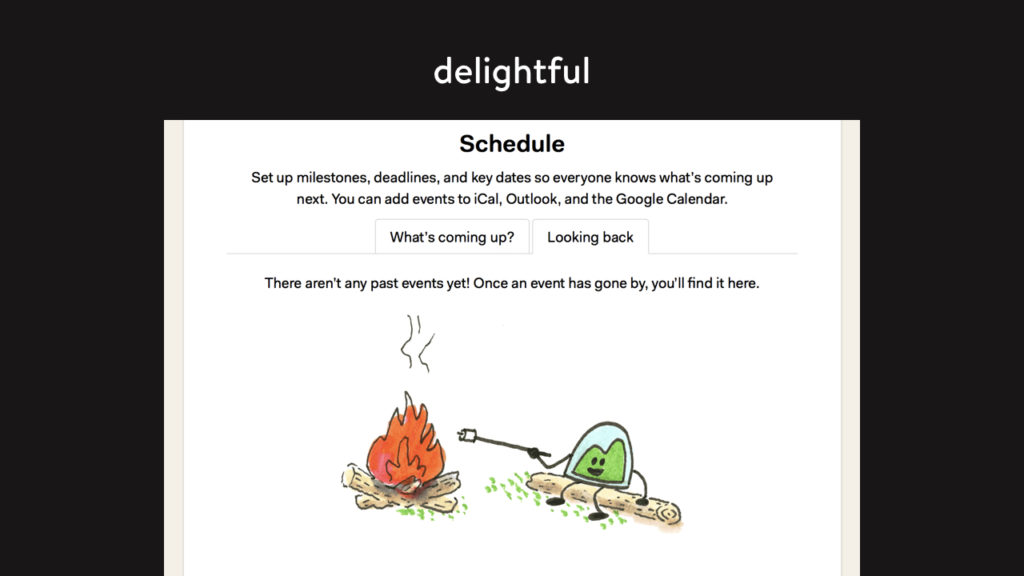 delightful
Schedule
Set up milestones, deadlines, and key dates so everyone knows what’s coming up
next. You can add events to iCal, Outlook, and the Google Calendar.
What’s coming up?
Looking back
There aren’t any past events yet! Once an event has gone by, you’ll find it here.